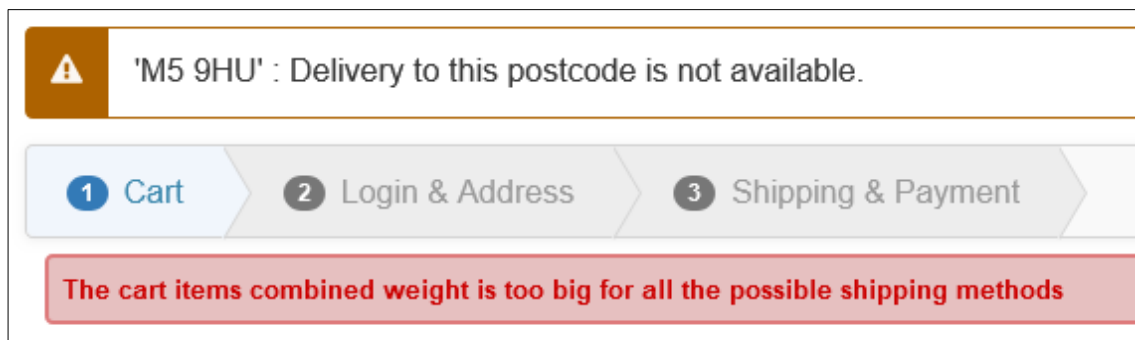 'M5 9HU' : Delivery to this postcode is not available.
1 Cart 2 Login & Address 3 Shipping & Payment
The cart items combined weight is too big for all the possible shipping methods